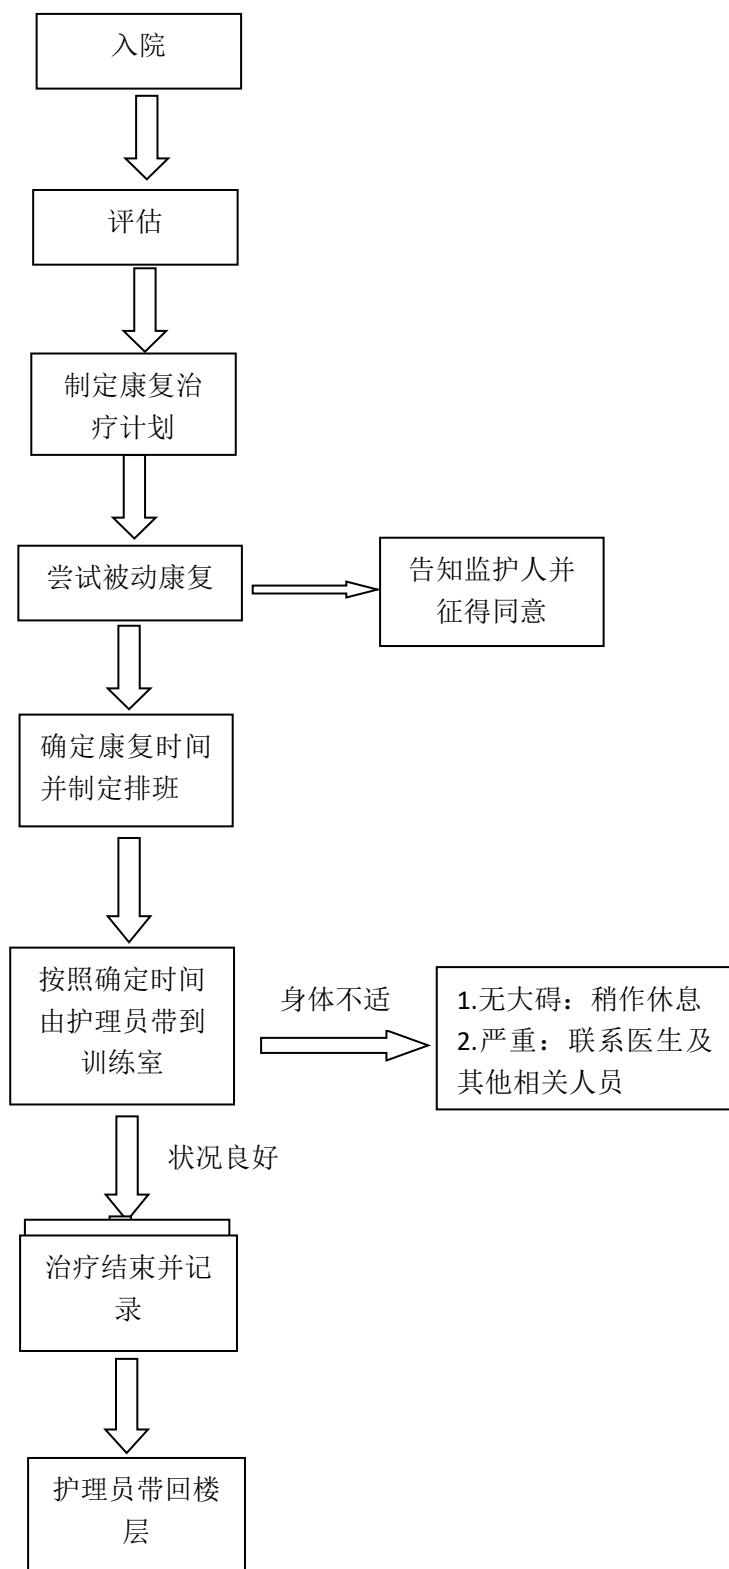 入院
评估
制定康复治
疗计划
尝试被动康复
告知监护人并
征得同意
确定康复时间
并制定排班
按照确定时间
由护理员带到
训练室
身体不适
1.无大碍：稍作休息
2.严重：联系医生及
其他相关人员
状况良好
治疗结束并记
录
护理员带回楼
层